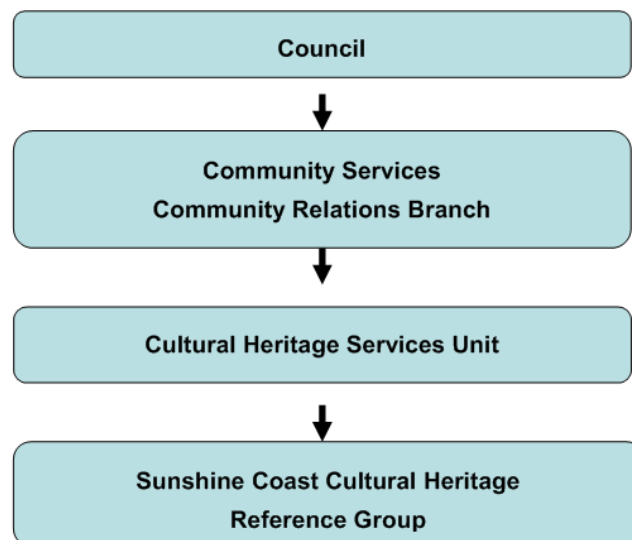 Council
Community Services
Community Relations Branch
Cultural Heritage Services Unit
Sunshine Coast Cultural Heritage
Reference Group